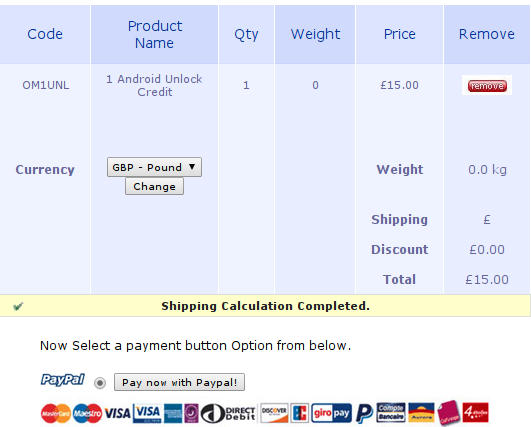 Code Product Name Qty Weight Price Remove
OM1UNL 1 Android Unlock Credit 1 0 £15.00 remove
Currency GBP - Pound Weight 0.0 kg
Change
Shipping £
Discount £0.00
Total £15.00
Shipping Calculation Completed.
Now Select a payment button Option from below.
PayPal Pay now with Paypal!
MasterCard Maestro VISA VISA DIRECT Debit DISCOVER giro pay Compte Bancaire Aurore 4 étoiles